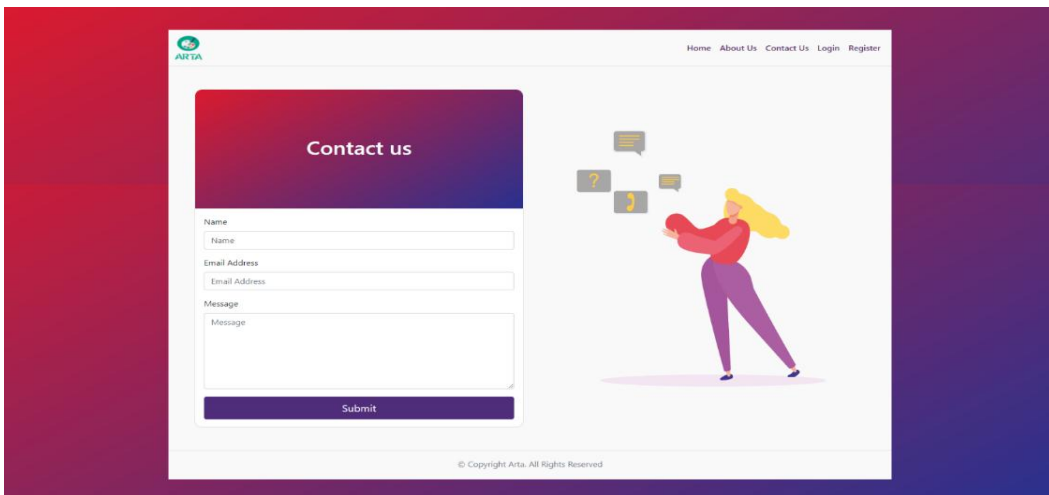 ARTA
Home About Us Contact Us Login Register
Contact us
?
Name
Name
Email Address
Email Address
Message
Message
Submit
© Copyright Arta. All Rights Reserved